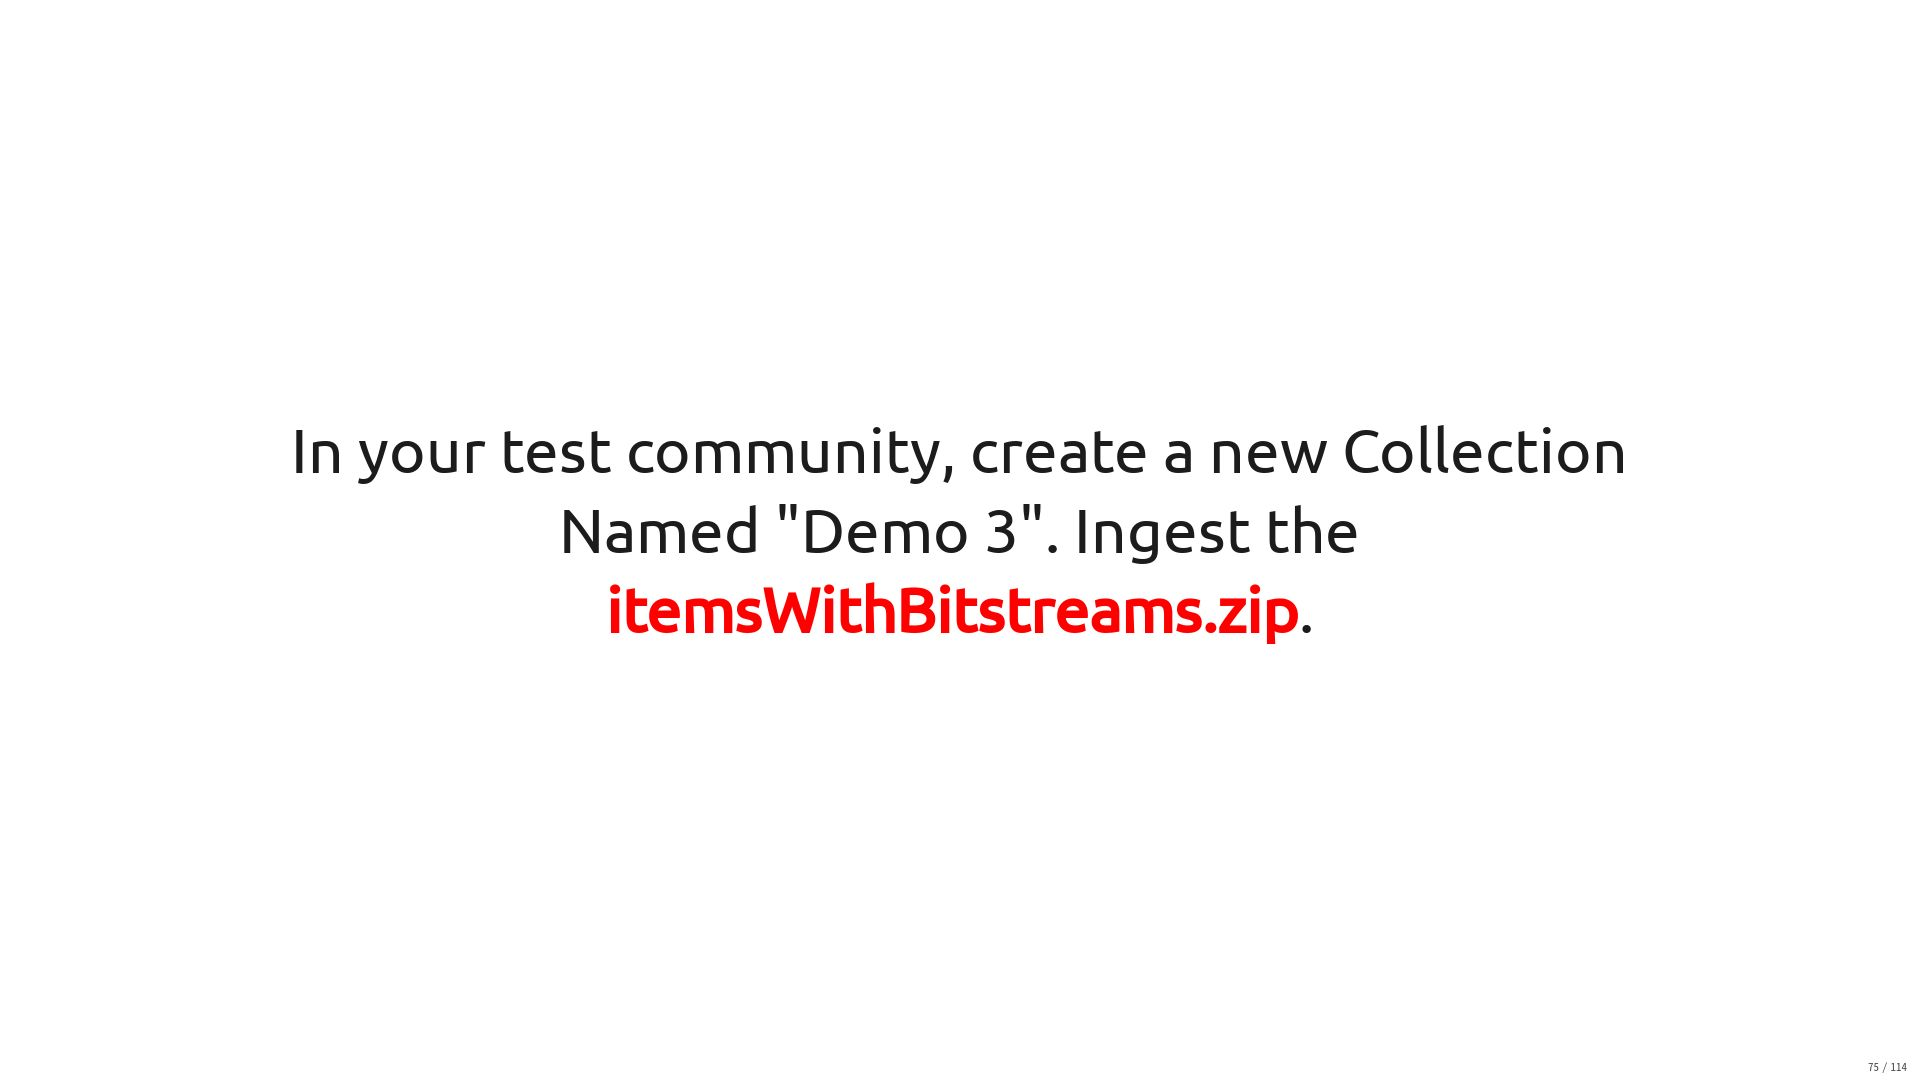 In your test community, create a new Collection
Named "Demo 3". Ingest the
itemsWithBitstreams.zip.
75 / 114